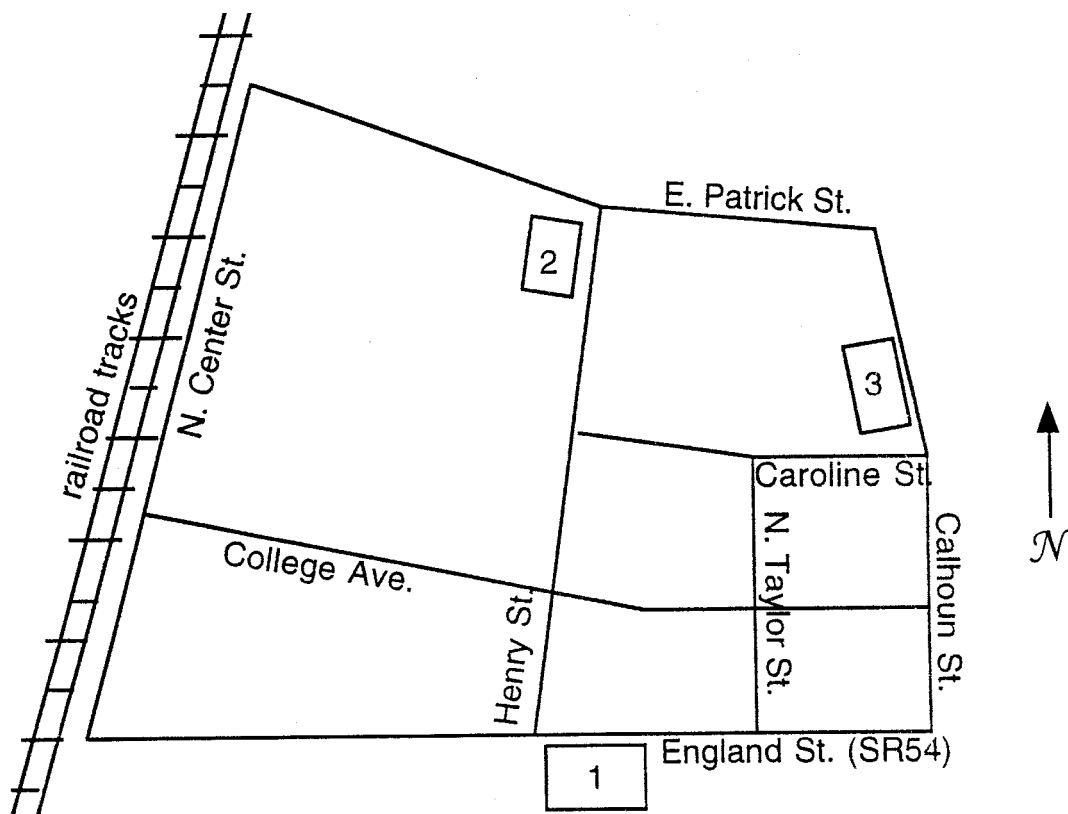 E. Patrick St.
2
N. Center St.
railroad tracks
3
Caroline St.
N
College Ave.
N. Taylor St.
Calhoun St.
Henry St.
England St. (SR54)
1